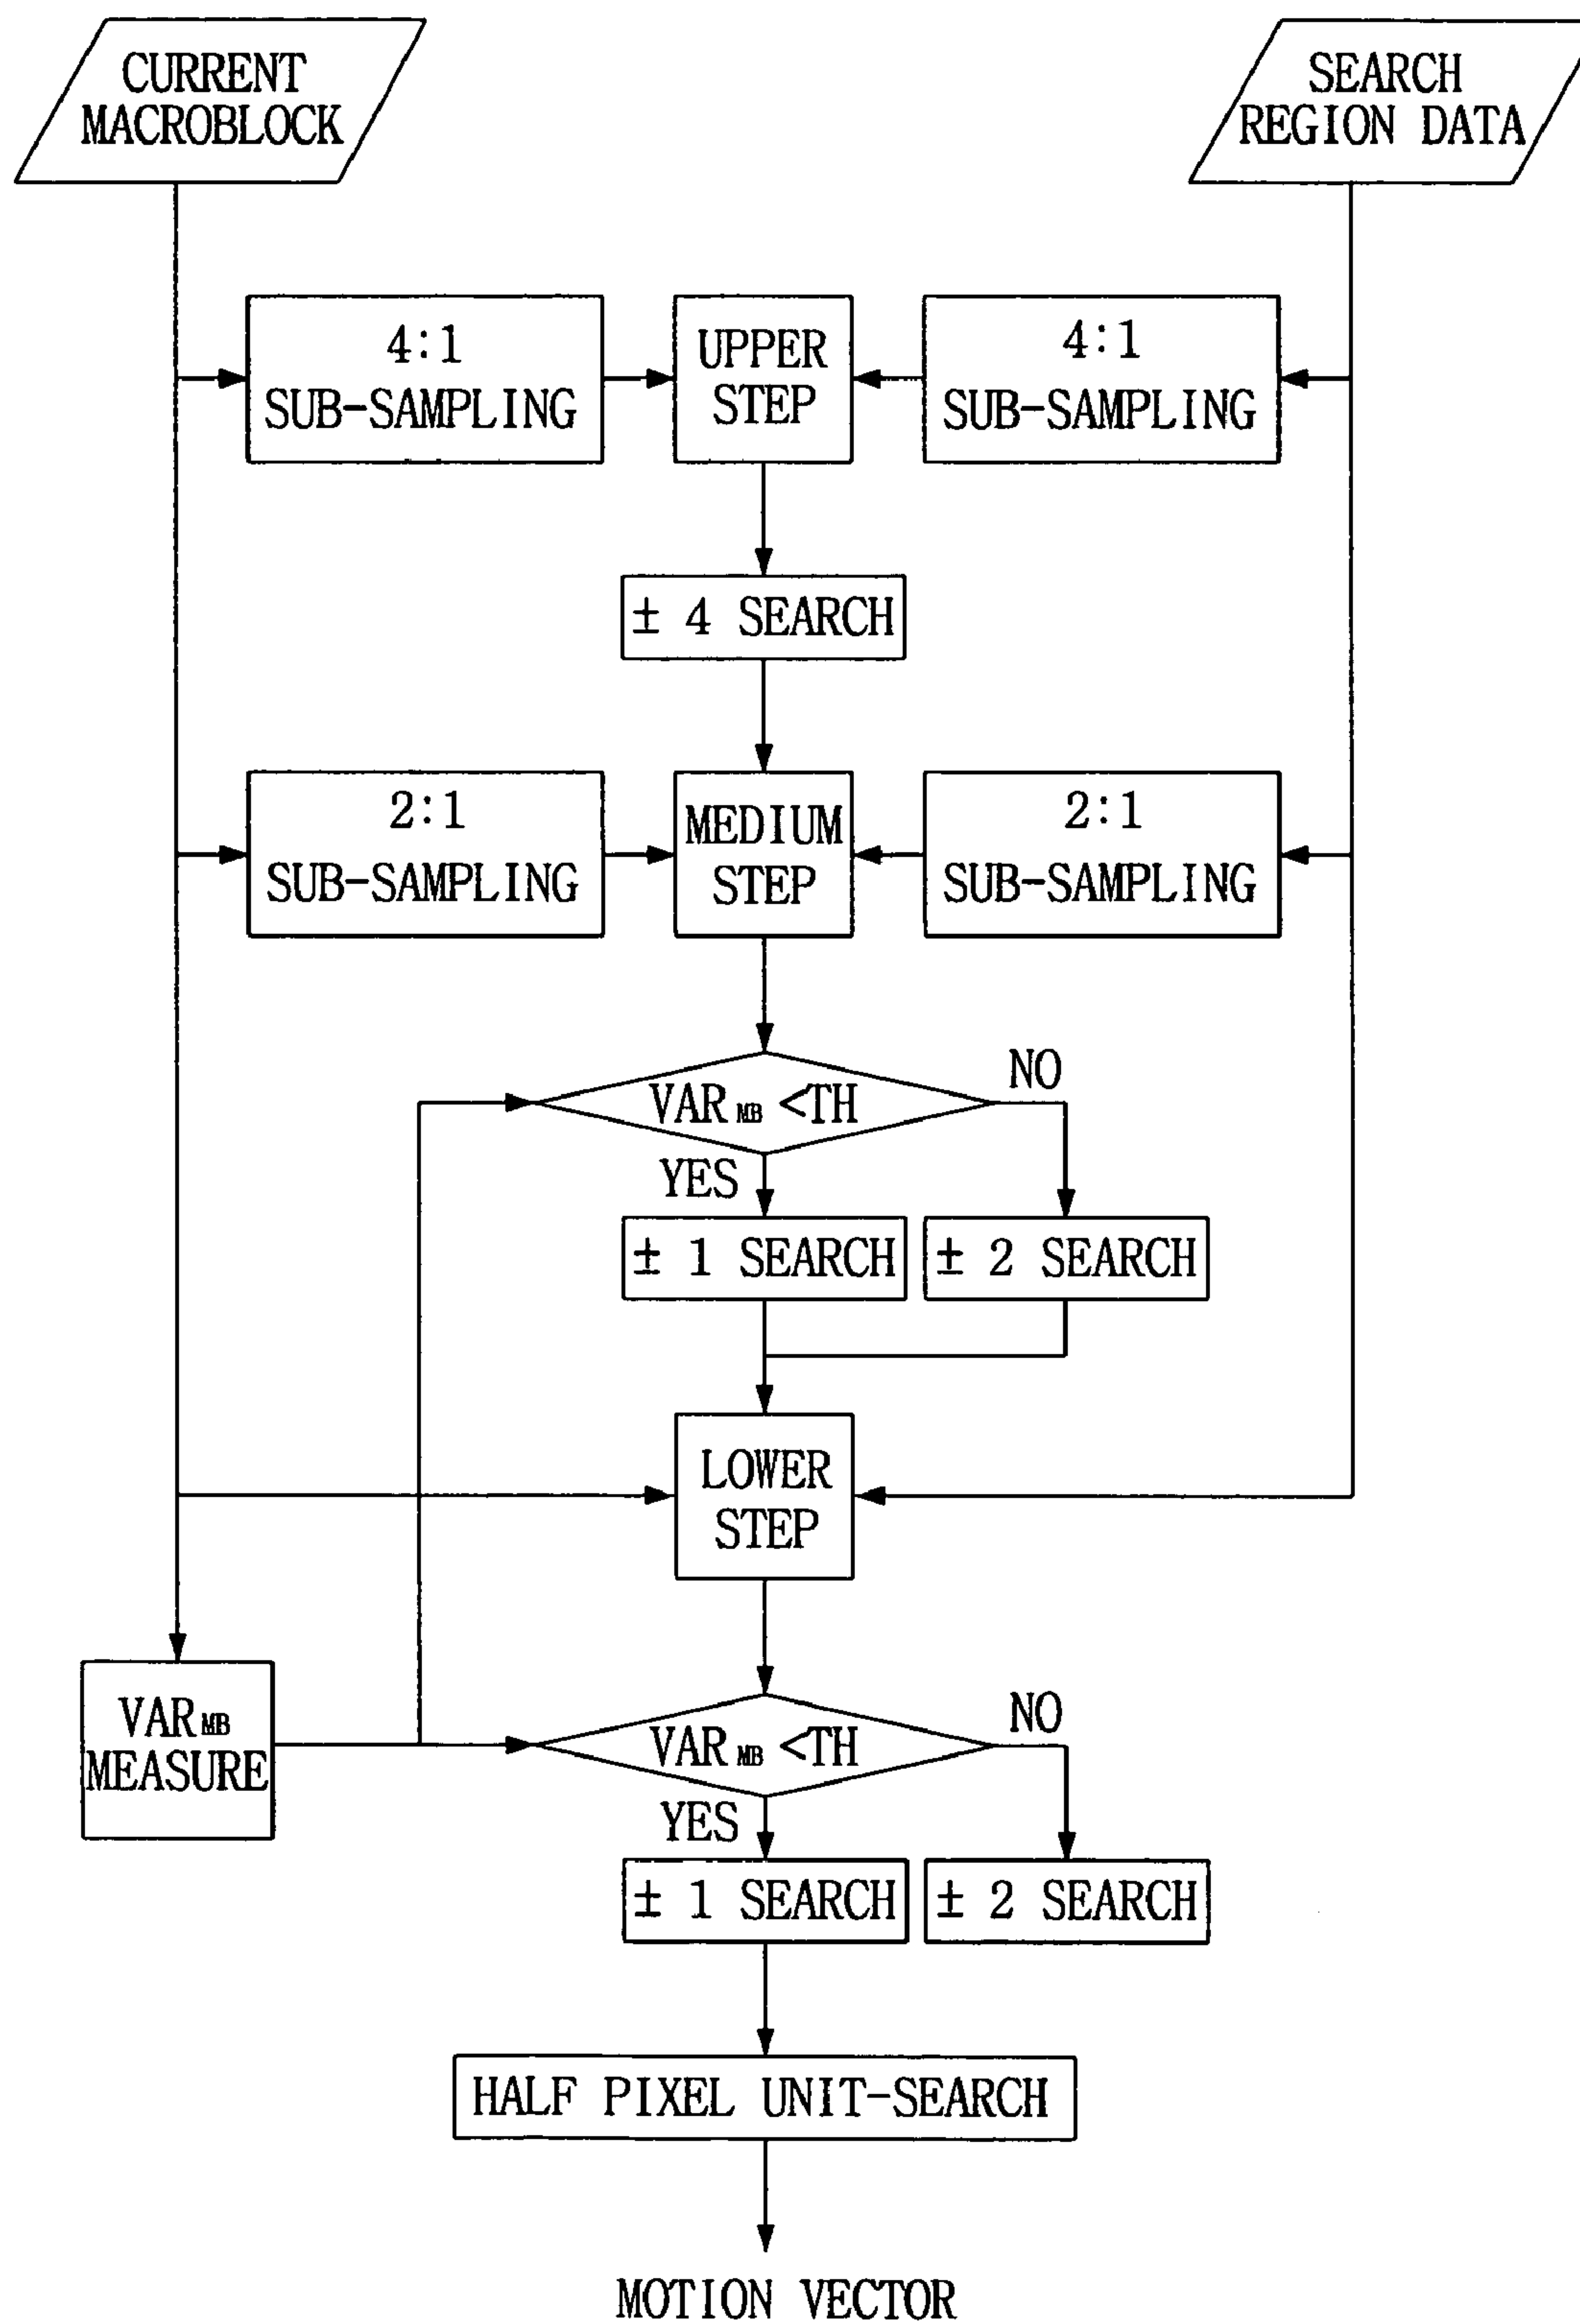 CURRENT
MACROBLOCK
SEARCH
REGION DATA
4:1
SUB-SAMPLING
UPPER
STEP
4:1
SUB-SAMPLING
± 4 SEARCH
2:1
SUB-SAMPLING
MEDIUM
STEP
2:1
SUB-SAMPLING
VAR MB <TH
NO
YES
± 1 SEARCH
± 2 SEARCH
LOWER
STEP
VAR MB
MEASURE
VAR MB <TH
NO
YES
± 1 SEARCH
± 2 SEARCH
HALF PIXEL UNIT-SEARCH
MOTION VECTOR